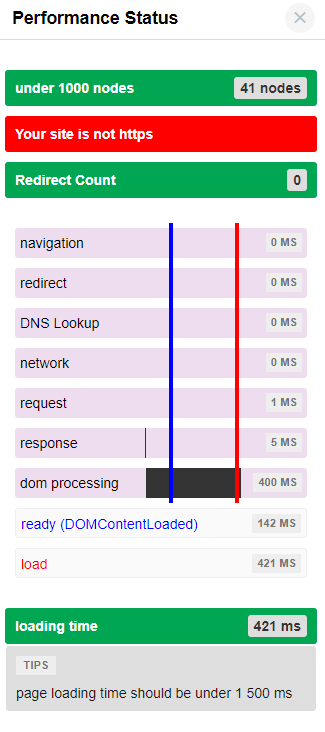 Performance Status
under 1000 nodes 41 nodes
Your site is not https
Redirect Count 0
navigation 0 MS
redirect 0 MS
DNS Lookup 0 MS
network 0 MS
request 1 MS
response 5 MS
dom processing 400 MS
ready (DOMContentLoaded) 142 MS
load 421 MS
loading time 421 ms
TIPS
page loading time should be under 1 500 ms